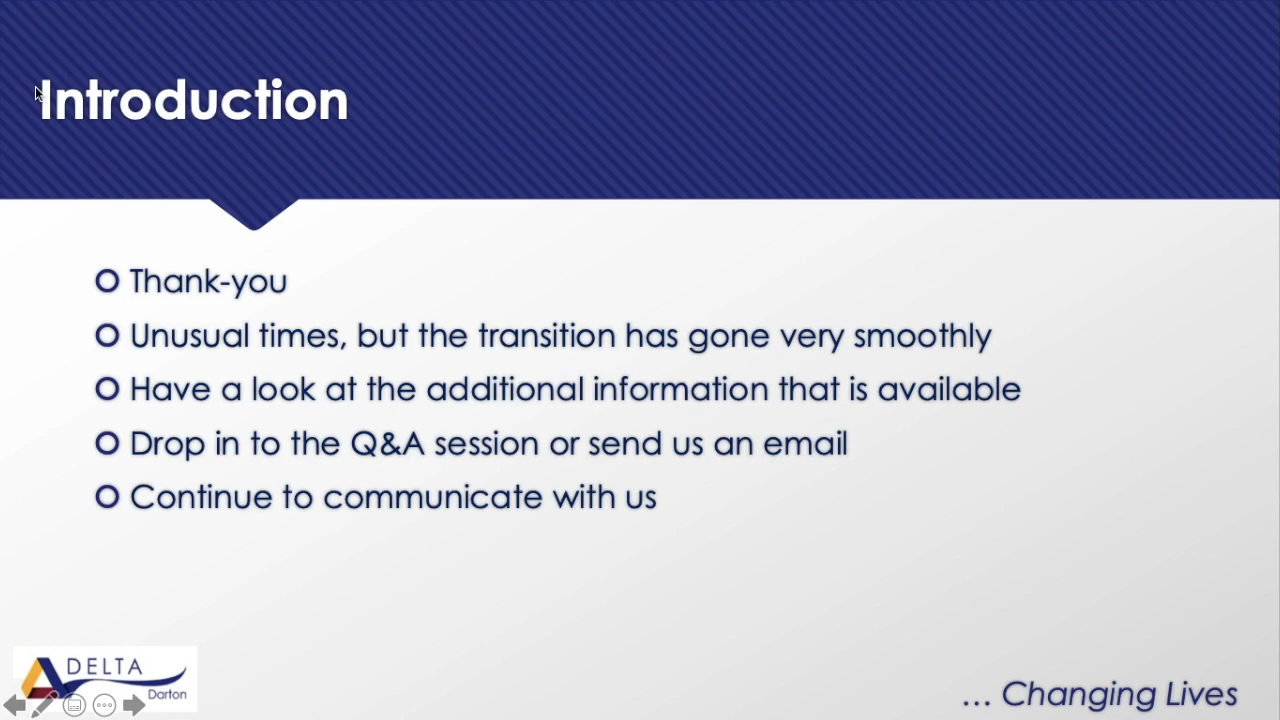 Introduction
Thank-you
Unusual times, but the transition has gone very smoothly
Have a look at the additional information that is available
Drop in to the Q&A session or send us an email
Continue to communicate with us
DELTA
Darton
... Changing Lives